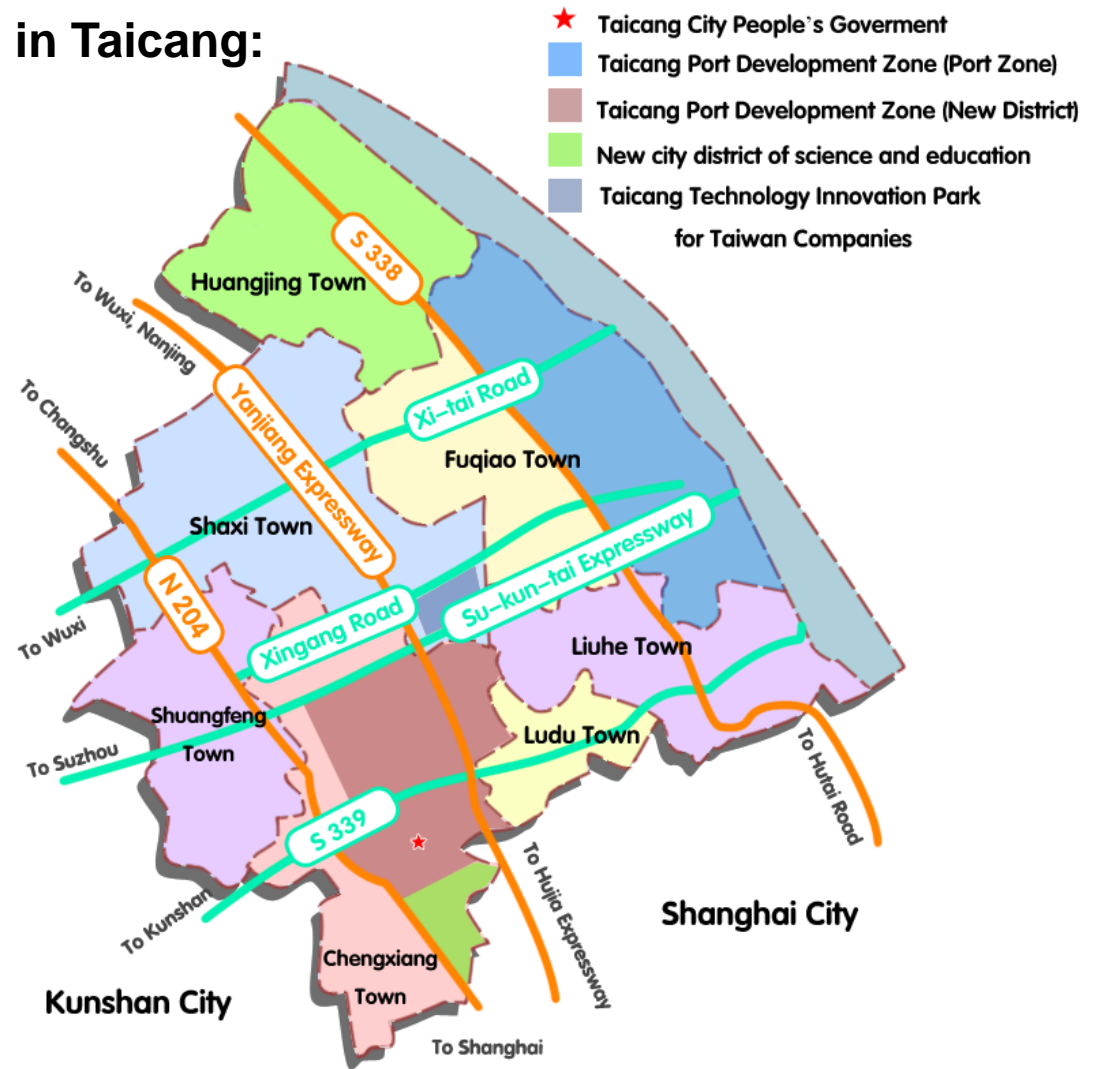 in Taicang:
Taicang City People's Goverment
Taicang Port Development Zone (Port Zone)
Taicang Port Development Zone (New District)
New city district of science and education
Taicang Technology Innovation Park
for Taiwan Companies
S 338
Huangjing Town
To Wuxi, Nanjing
Yanjiang Expressway
Xi-tai Road
To Changshu
Fuqiao Town
Shaxi Town
N 204
Su-kun-tai Expressway
Xingang Road
To Wuxi
Liuhe Town
Shuangfeng
Town
Ludu Town
To Suzhou
To Hutai Road
S 339
To Kunshan
To Hujia Expressway
Shanghai City
Chengxiang
Town
Kunshan City
To Shanghai